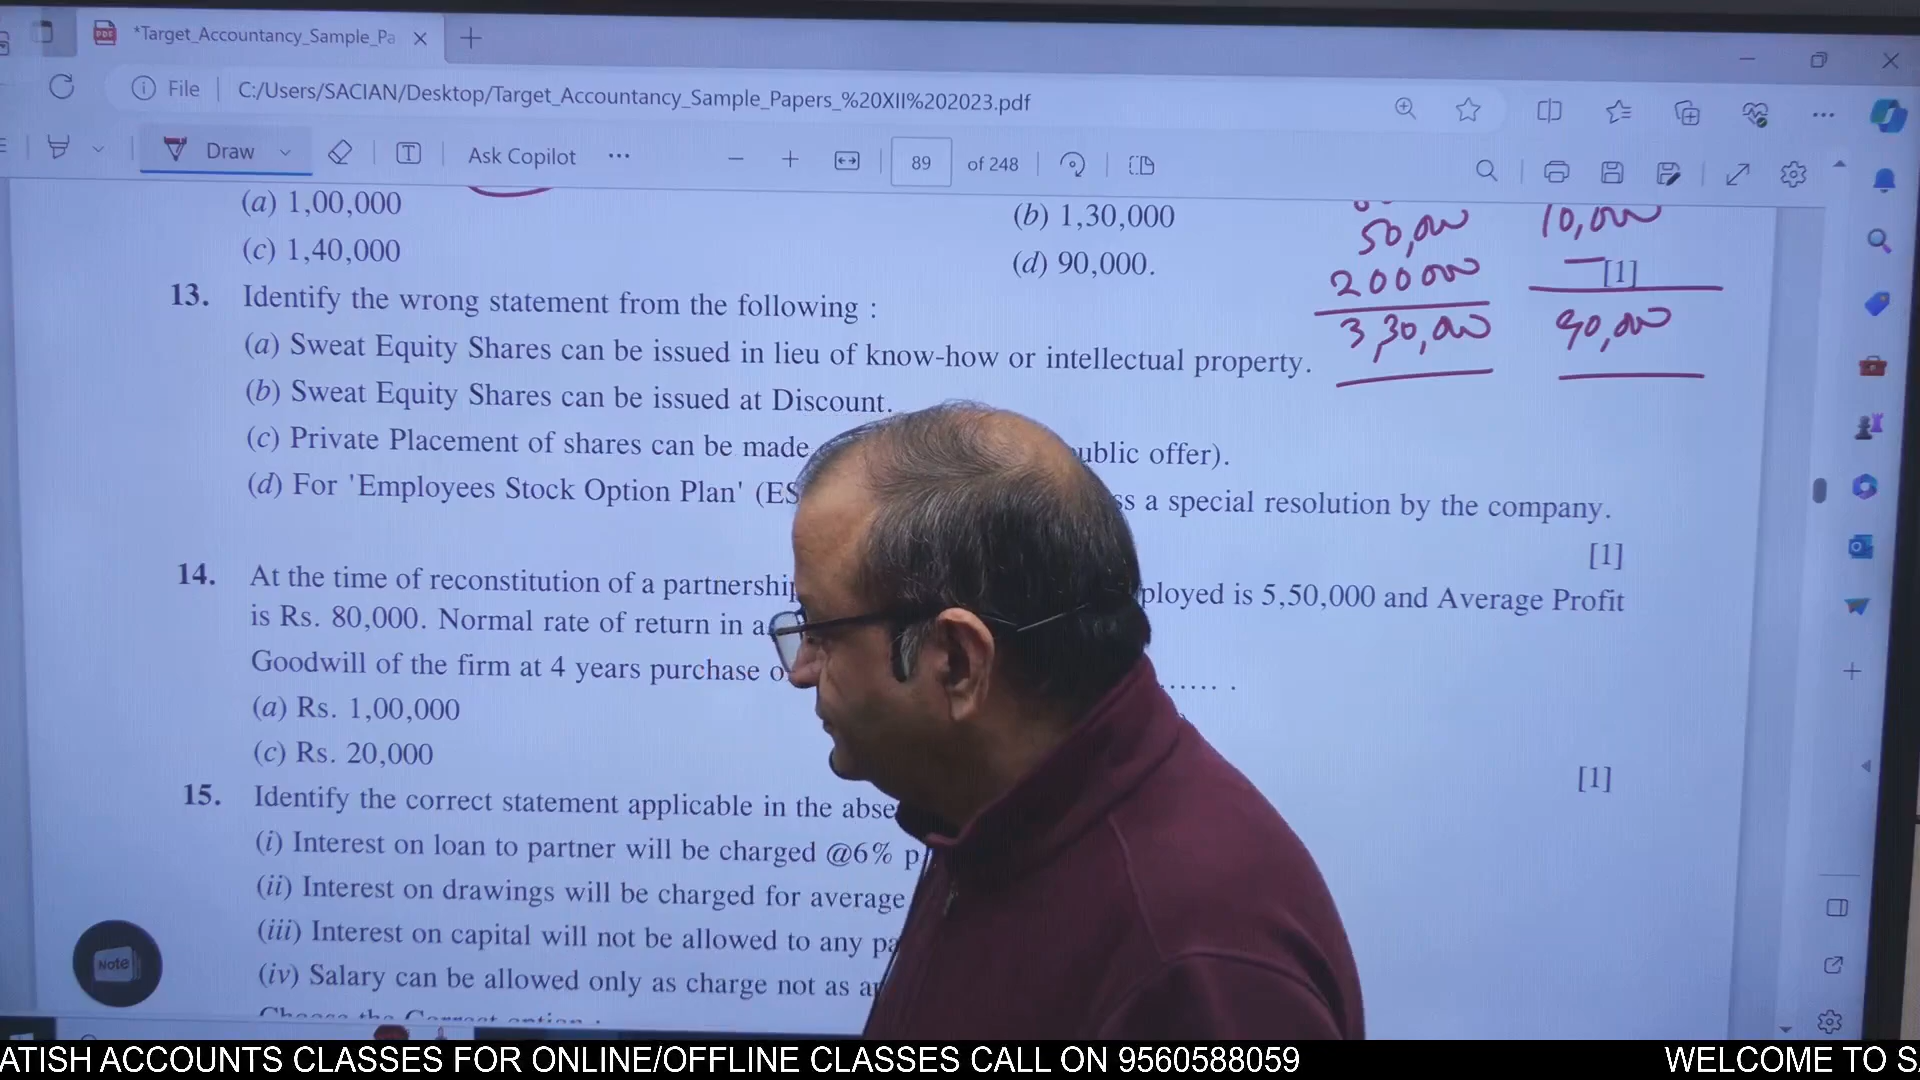 *Target_Accountancy_Sample_Pa
File C:/Users/SACIAN/Desktop/Target_Accountancy_Sample_Papers_%20XII%202023.pdf
Draw Ask Copilot 89 of 248
(a) 1,00,000 (b) 1,30,000
(c) 1,40,000 (d) 90,000.
50,000 10,000
200000 — [1]
3,30,000 90,000
13. Identify the wrong statement from the following :
(a) Sweat Equity Shares can be issued in lieu of know-how or intellectual property.
(b) Sweat Equity Shares can be issued at Discount.
(c) Private Placement of shares can be made ublic offer).
(d) For 'Employees Stock Option Plan' (ES ss a special resolution by the company.
[1]
14. At the time of reconstitution of a partnership ployed is 5,50,000 and Average Profit
is Rs. 80,000. Normal rate of return in a
Goodwill of the firm at 4 years purchase o ...... .
(a) Rs. 1,00,000
(c) Rs. 20,000
[1]
15. Identify the correct statement applicable in the abse
(i) Interest on loan to partner will be charged @6% p
(ii) Interest on drawings will be charged for average
(iii) Interest on capital will not be allowed to any pa
(iv) Salary can be allowed only as charge not as a
Choose the Correct option :
Note
ATISH ACCOUNTS CLASSES FOR ONLINE/OFFLINE CLASSES CALL ON 9560588059 WELCOME TO SA